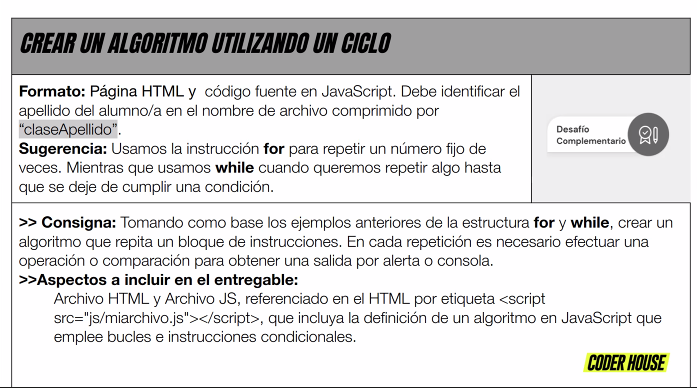 CREAR UN ALGORITMO UTILIZANDO UN CICLO
Formato: Página HTML y código fuente en JavaScript. Debe identificar el
apellido del alumno/a en el nombre de archivo comprimido por
“claseApellido”.
Sugerencia: Usamos la instrucción for para repetir un número fijo de
veces. Mientras que usamos while cuando queremos repetir algo hasta
que se deje de cumplir una condición.
Desafío
Complementario
>> Consigna: Tomando como base los ejemplos anteriores de la estructura for y while, crear un
algoritmo que repita un bloque de instrucciones. En cada repetición es necesario efectuar una
operación o comparación para obtener una salida por alerta o consola.
>>Aspectos a incluir en el entregable:
Archivo HTML y Archivo JS, referenciado en el HTML por etiqueta <script
src="js/miarchivo.js"></script>, que incluya la definición de un algoritmo en JavaScript que
emplee bucles e instrucciones condicionales.
CODER HOUSE